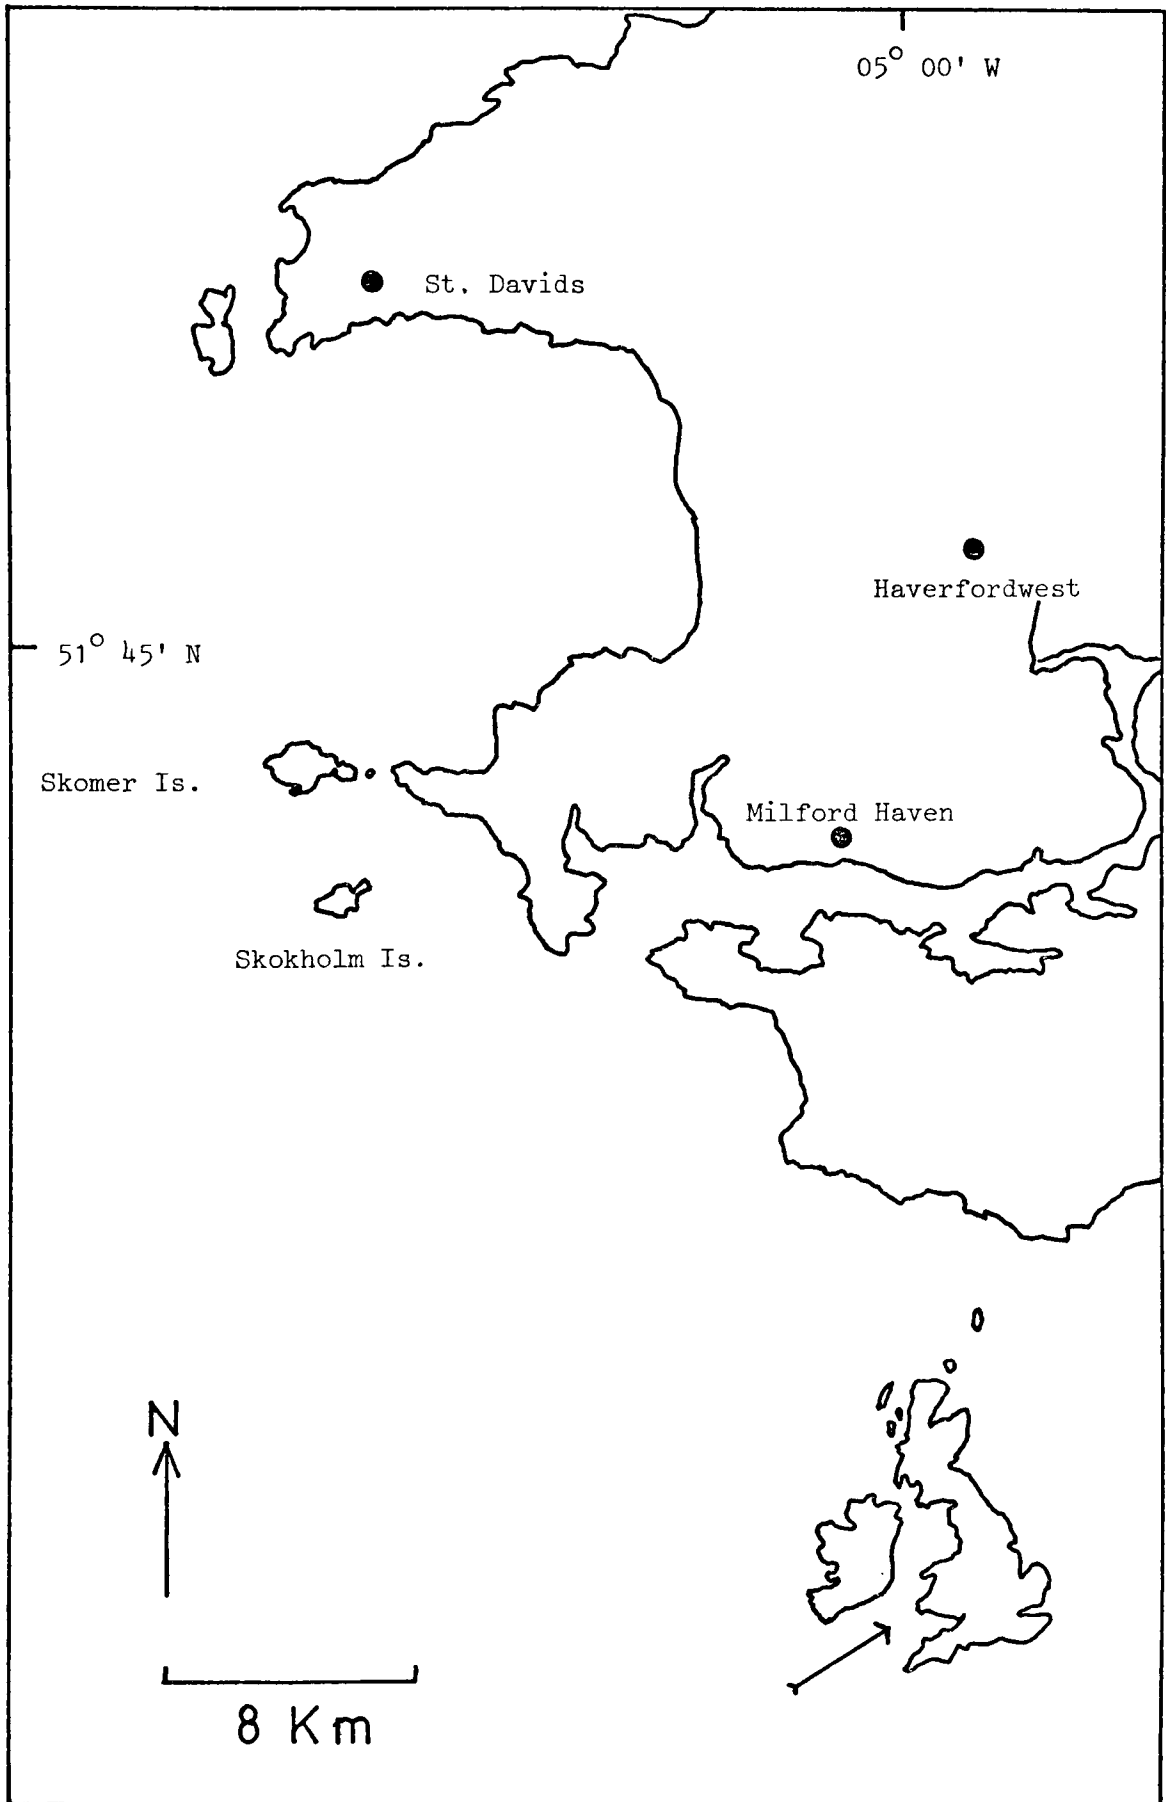 05° 00' W
St. Davids
Haverfordwest
51° 45' N
Skomer Is.
Milford Haven
Skokholm Is.
N
8 Km